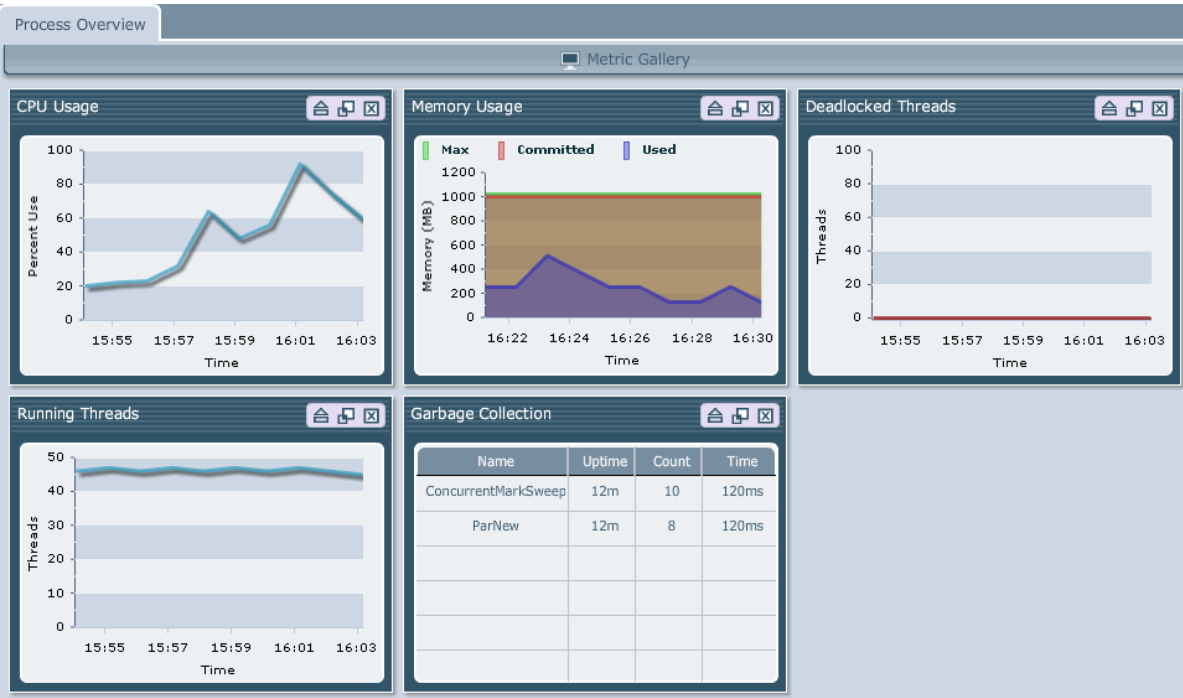 Process Overview
Metric Gallery
CPU Usage
100
80
60
40
20
0
Percent Use
15:55 15:57 15:59 16:01 16:03
Time
Memory Usage
Max Committed Used
1200
1000
800
600
400
200
0
Memory (MB)
16:22 16:24 16:26 16:28 16:30
Time
Deadlocked Threads
100
80
60
40
20
0
Threads
15:55 15:57 15:59 16:01 16:03
Time
Running Threads
50
40
30
20
10
0
Threads
15:55 15:57 15:59 16:01 16:03
Time
Garbage Collection
Name Uptime Count Time
ConcurrentMarkSweep 12m 10 120ms
ParNew 12m 8 120ms